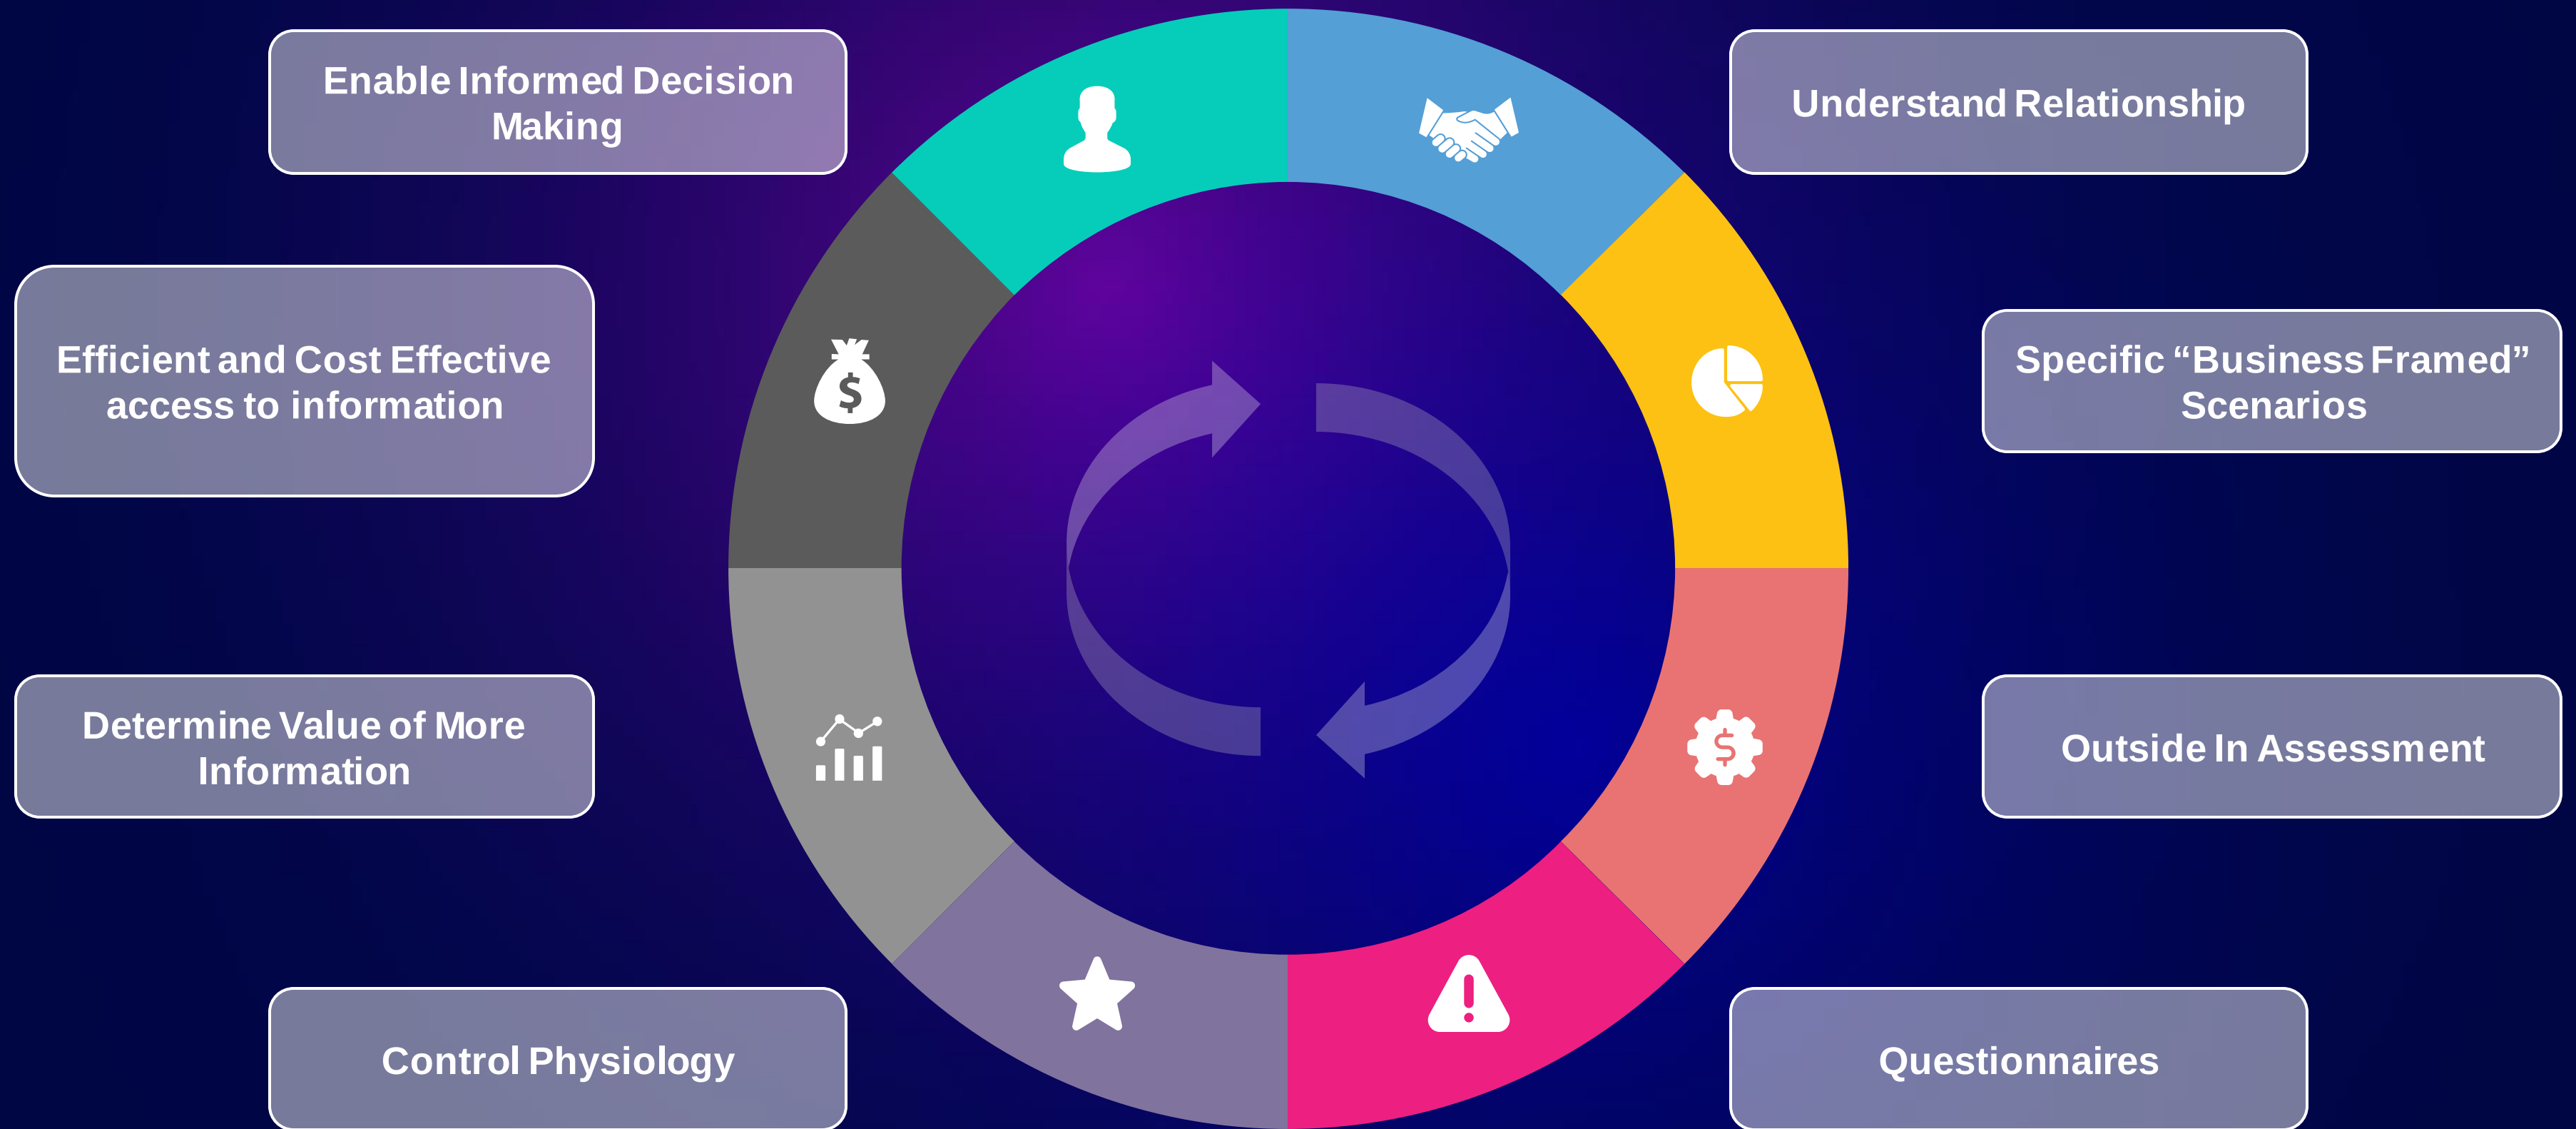 Enable Informed Decision
Making
Understand Relationship
Efficient and Cost Effective
access to information
Specific “Business Framed”
Scenarios
Determine Value of More
Information
Outside In Assessment
Control Physiology
Questionnaires